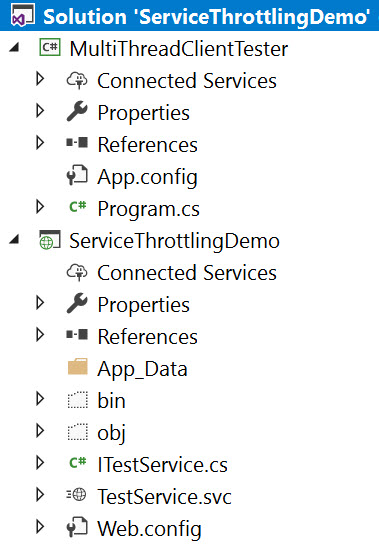 Solution 'ServiceThrottlingDemo'
C# MultiThreadClientTester
Connected Services
Properties
References
App.config
C# Program.cs
ServiceThrottlingDemo
Connected Services
Properties
References
App_Data
bin
obj
C# ITestService.cs
TestService.svc
Web.config